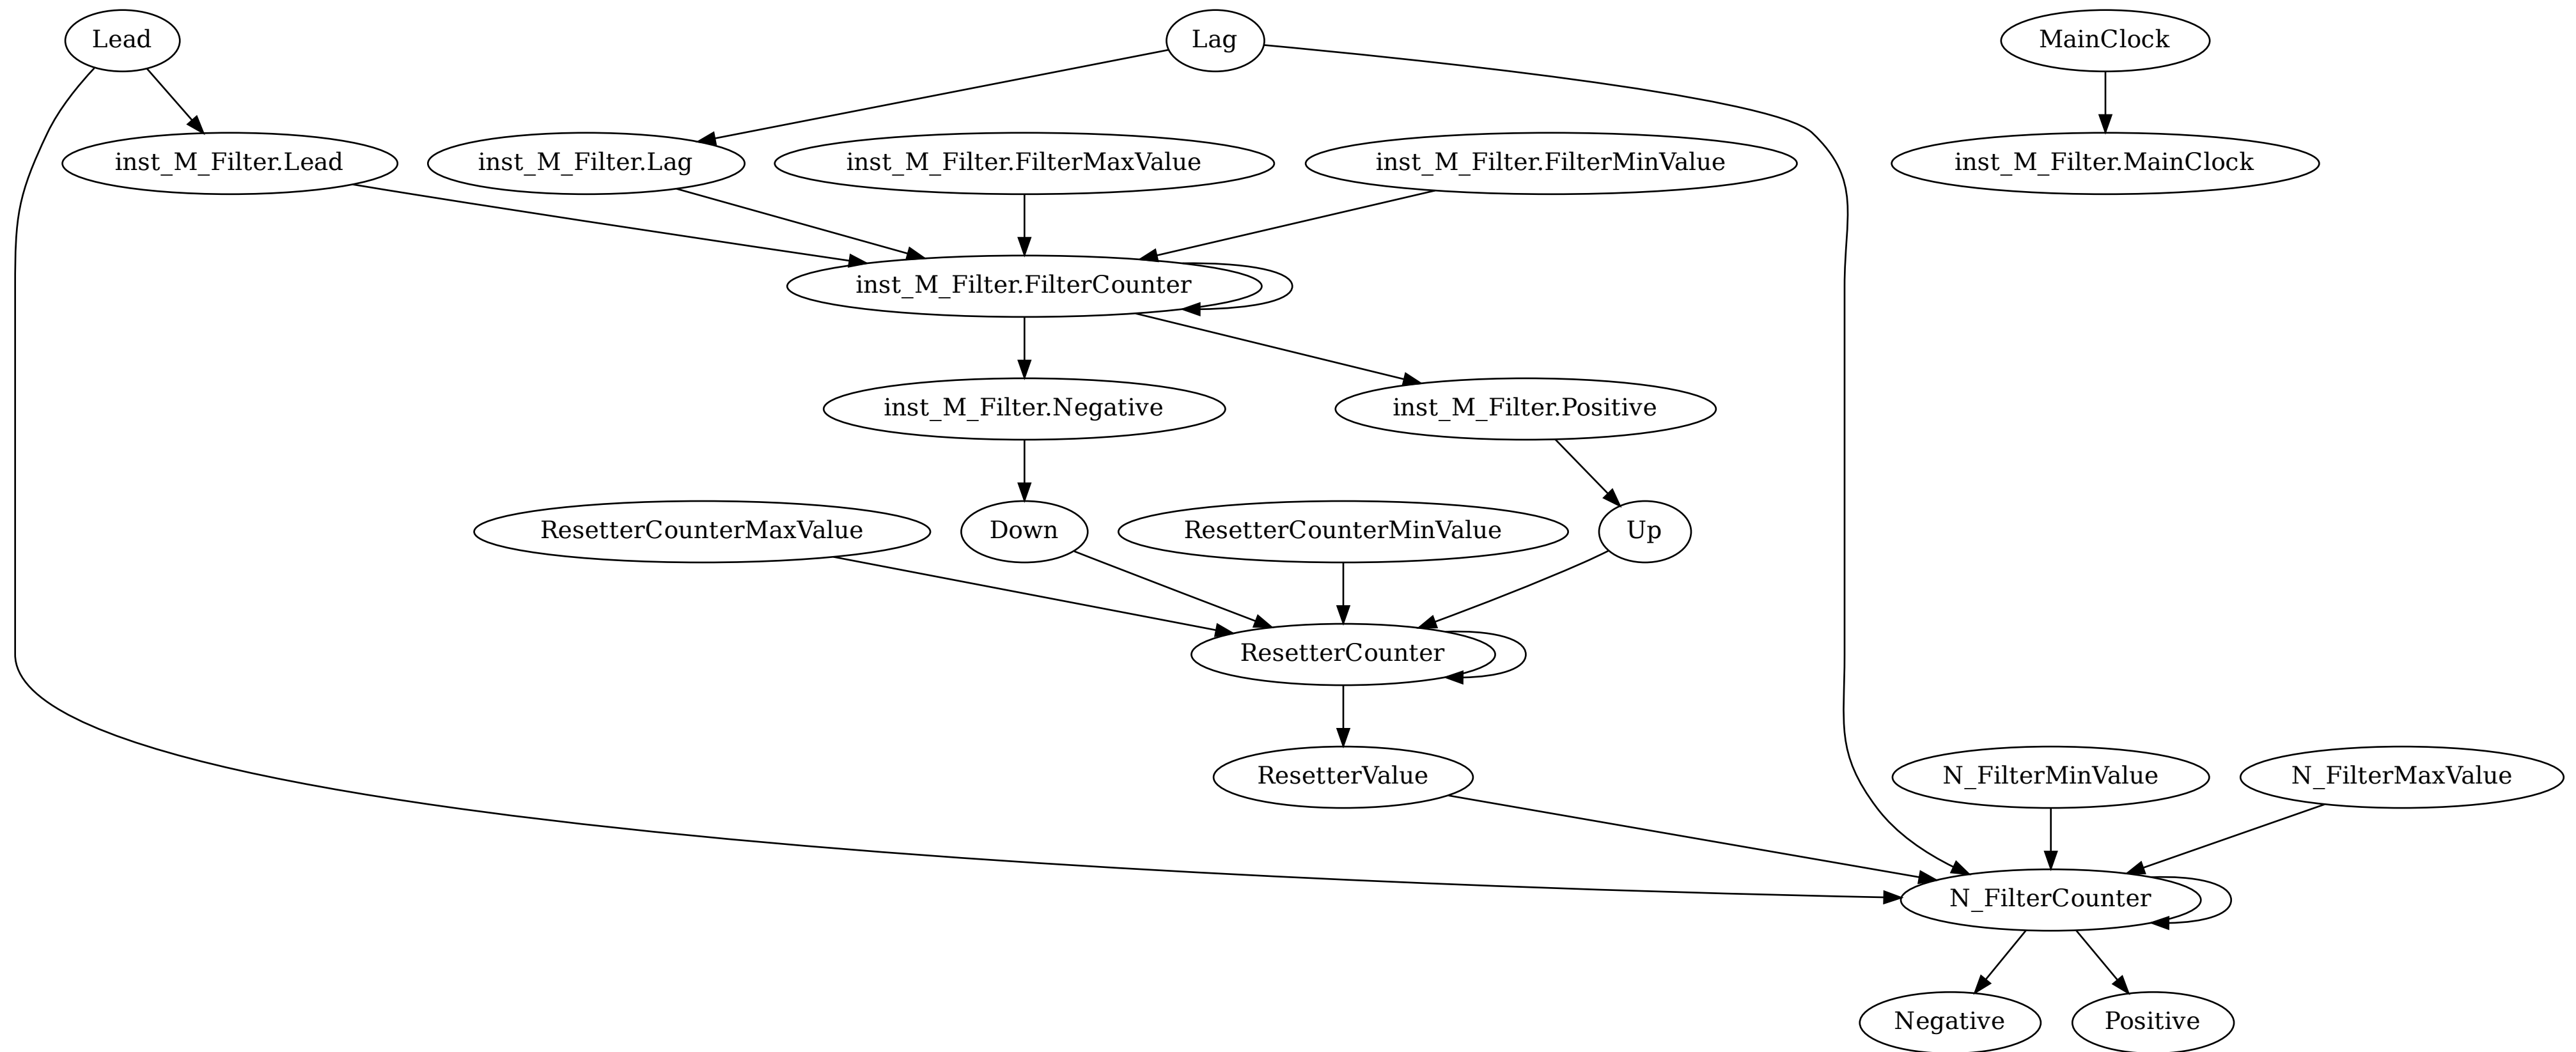 Lead
Lag
MainClock
inst_M_Filter.Lead
inst_M_Filter.Lag
inst_M_Filter.FilterMaxValue
inst_M_Filter.FilterMinValue
inst_M_Filter.MainClock
inst_M_Filter.FilterCounter
inst_M_Filter.Negative
inst_M_Filter.Positive
ResetterCounterMaxValue
Down
ResetterCounterMinValue
Up
ResetterCounter
ResetterValue
N_FilterMinValue
N_FilterMaxValue
N_FilterCounter
Negative
Positive